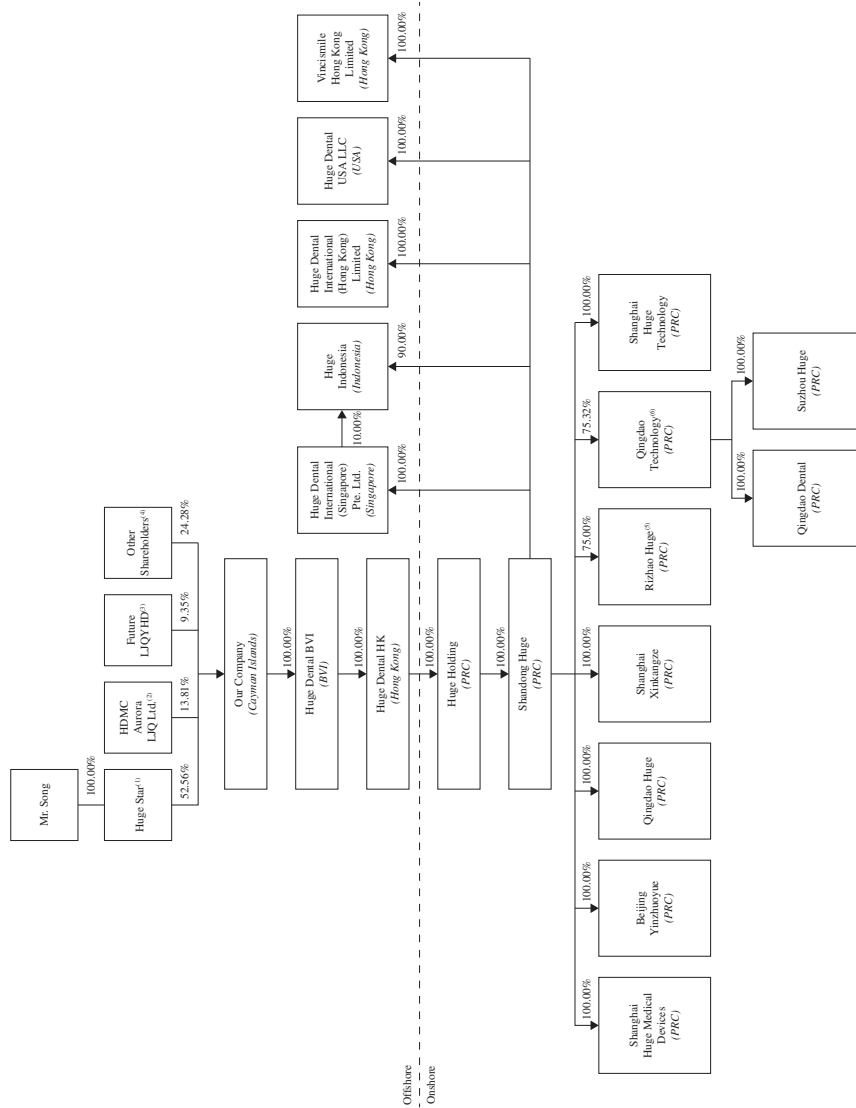 Mr. Song
100.00%
Huge Star(1)
HDMC
Aurora
LJQ Ltd.(2)
Future
LJQYHD(3)
Other
Shareholders(4)
52.56%
13.81%
9.35%
24.28%
Our Company
(Cayman Islands)
100.00%
Huge Dental BVI
(BVI)
100.00%
Huge Dental HK
(Hong Kong)
Huge Dental
International
(Singapore)
Pte. Ltd.
(Singapore)
10.00%
Huge
Indonesia
(Indonesia)
Huge Dental
International
(Hong Kong)
Limited
(Hong Kong)
Huge Dental
USA LLC
(USA)
Vincismile
Hong Kong
Limited
(Hong Kong)
100.00%
90.00%
100.00%
100.00%
100.00%
Offshore
Onshore
100.00%
Huge Holding
(PRC)
100.00%
Shandong Huge
(PRC)
100.00%
100.00%
100.00%
100.00%
75.00%
75.32%
100.00%
Shanghai
Huge Medical
Devices
(PRC)
Beijing
Yinzhuoyue
(PRC)
Qingdao Huge
(PRC)
Shanghai
Xinkangze
(PRC)
Rizhao Huge(5)
(PRC)
Qingdao
Technology(6)
(PRC)
Shanghai
Huge
Technology
(PRC)
100.00%
100.00%
Qingdao Dental
(PRC)
Suzhou Huge
(PRC)